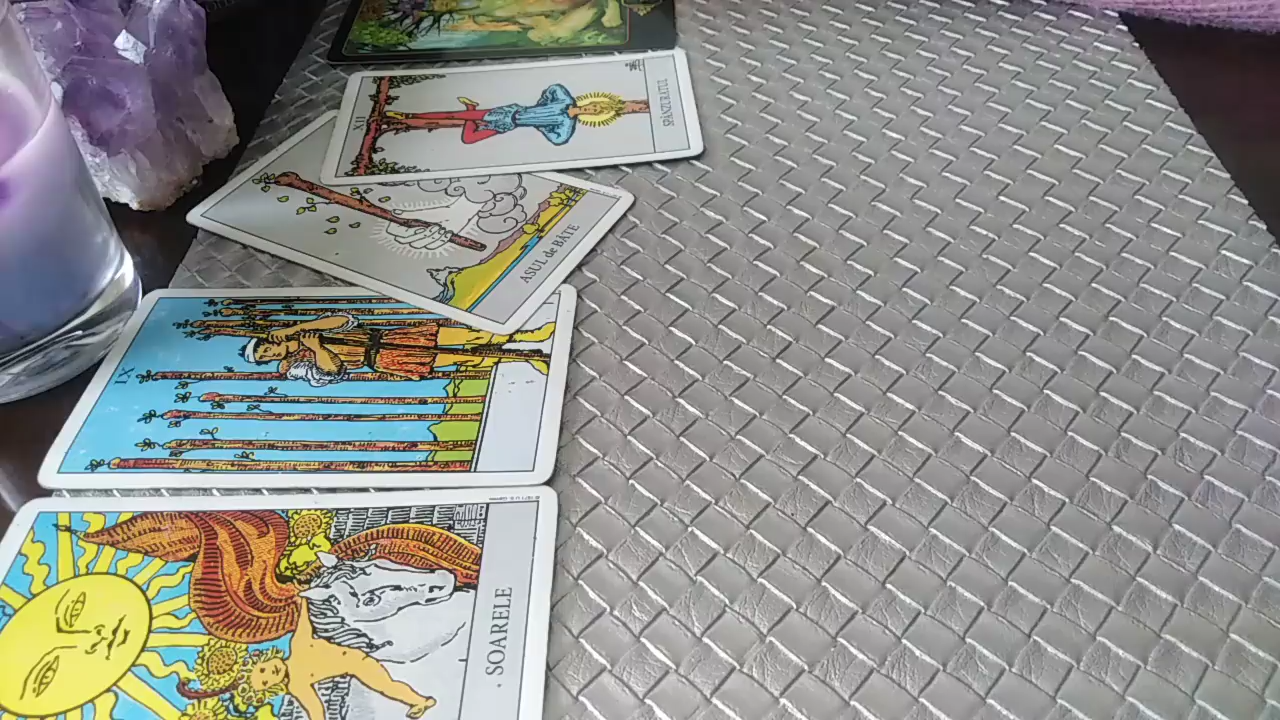 XII
SPÂNZURATUL
ASUL de BÂTE
IX
SOARELE